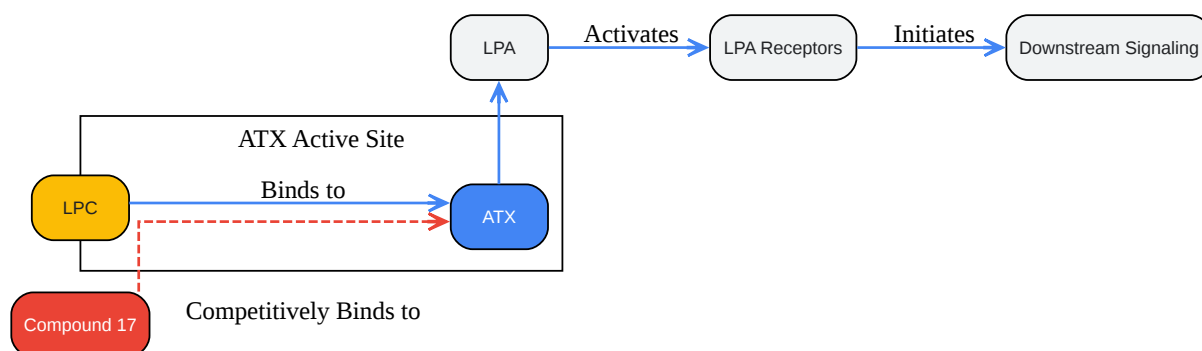 LPA
Activates
LPA Receptors
Initiates
Downstream Signaling
ATX Active Site
LPC
Binds to
ATX
Compound 17
Competitively Binds to